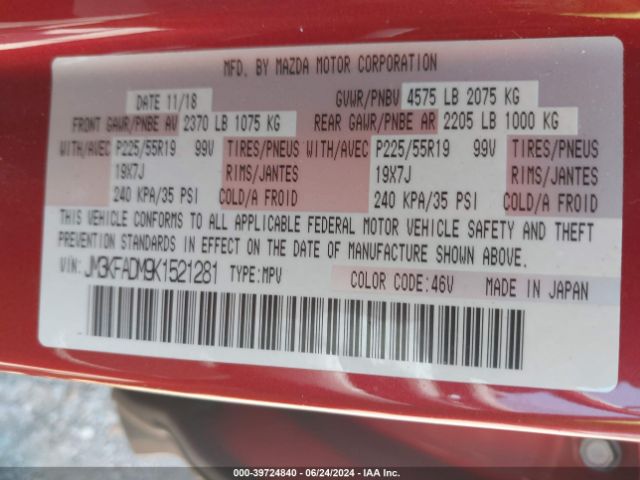 MFD. BY MAZDA MOTOR CORPORATION
DATE 11/18 GVWR/PNBV 4575 LB 2075 KG
FRONT GAWR/PNBE AV 2370 LB 1075 KG REAR GAWR/PNBE AR 2205 LB 1000 KG
WITH/AVEC P225/55R19 99V TIRES/PNEUS WITH/AVEC P225/55R19 99V TIRES/PNEUS
19X7J RIMS/JANTES 19X7J RIMS/JANTES
240 KPA/35 PSI COLD/A FROID 240 KPA/35 PSI COLD/A FROID
THIS VEHICLE CONFORMS TO ALL APPLICABLE FEDERAL MOTOR VEHICLE SAFETY AND THEFT
PREVENTION STANDARDS IN EFFECT ON THE DATE OF MANUFACTURE SHOWN ABOVE.
VIN: JM3KFADM9K1521281 TYPE:MPV COLOR CODE:46V MADE IN JAPAN
© - 39724840 - 06/24/2024 - IAA Inc.